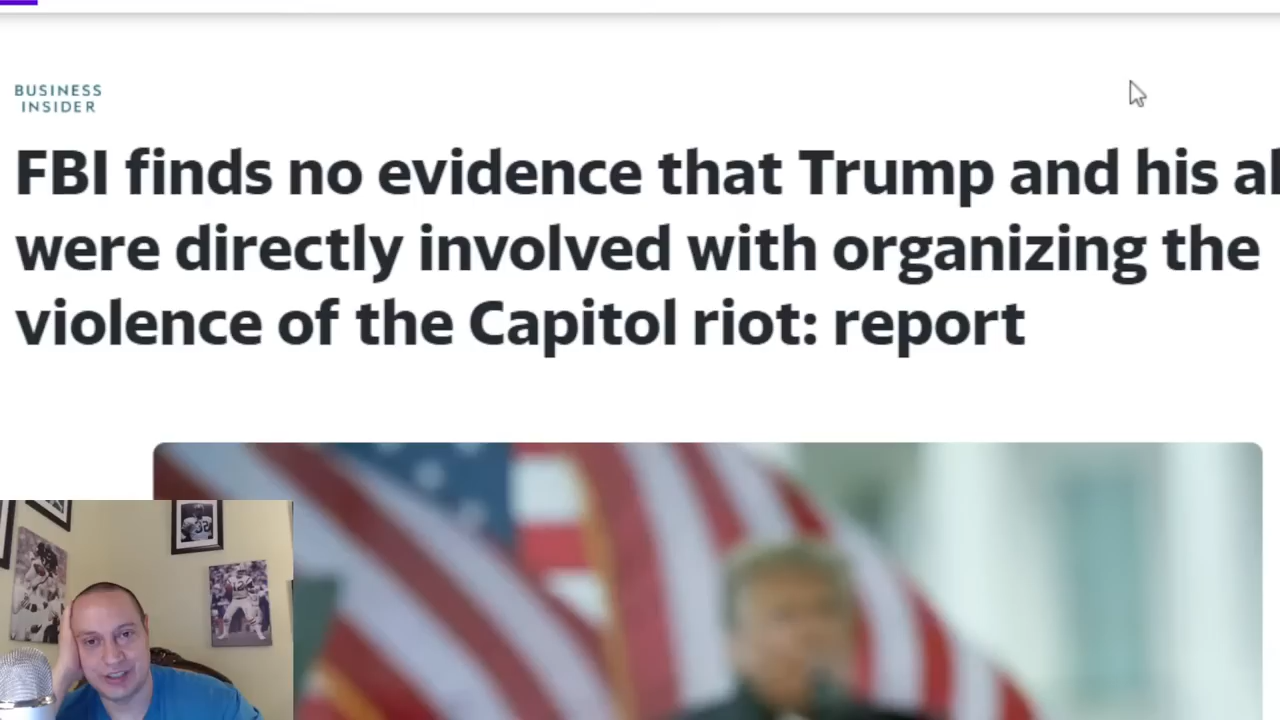 BUSINESS
INSIDER
FBI finds no evidence that Trump and his
were directly involved with organizing the
violence of the Capitol riot: report
32